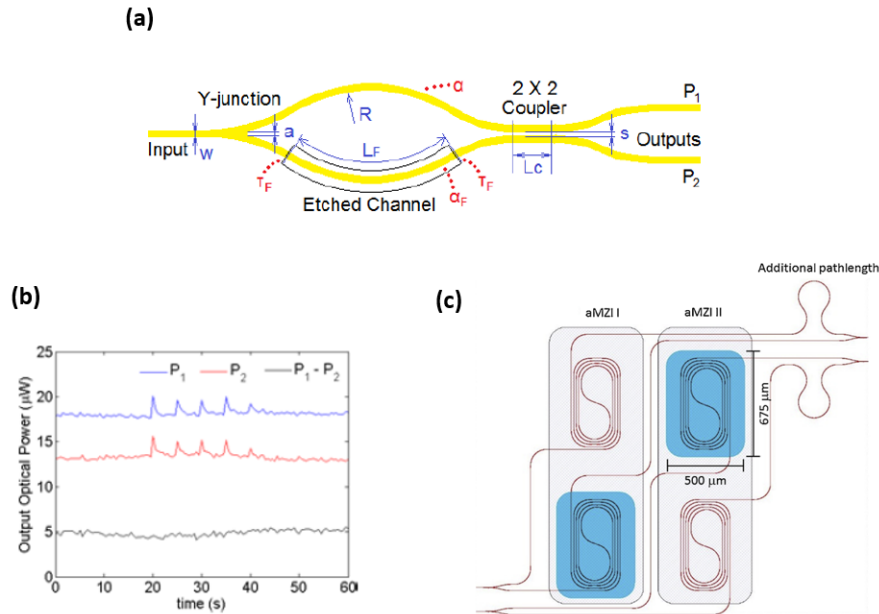 (a)
Y-junction
α
2 X 2
Coupler
P1
Input
w
a
R
LF
s
Outputs
Lc
τF
αF
τF
P2
Etched Channel
(b)
25
20
15
10
5
0
Output Optical Power (μW)
P1
P2
P1 - P2
0
10
20
30
40
50
60
time (s)
(c)
Additional pathlength
aMZI I
aMZI II
675 μm
500 μm